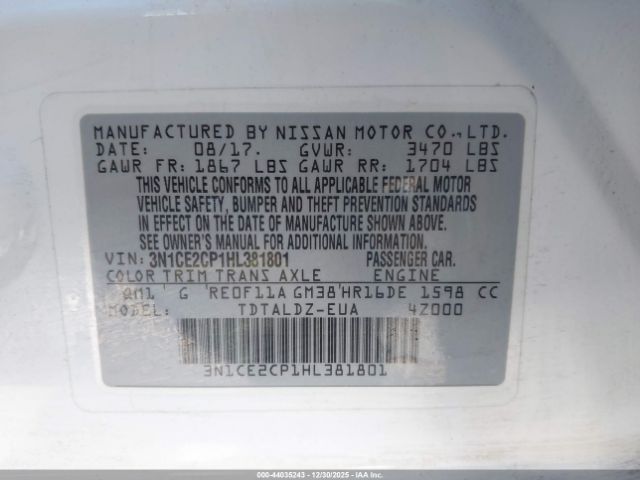 MANUFACTURED BY NISSAN MOTOR CO., LTD.
DATE: 08/17. GVWR: 3470 LBS
GAWR FR: 1867 LBS GAWR RR: 1704 LBS
THIS VEHICLE CONFORMS TO ALL APPLICABLE FEDERAL MOTOR
VEHICLE SAFETY, BUMPER AND THEFT PREVENTION STANDARDS
IN EFFECT ON THE DATE OF MANUFACTURE SHOWN ABOVE.
SEE OWNER'S MANUAL FOR ADDITIONAL INFORMATION.
VIN: 3N1CE2CP1HL381801 PASSENGER CAR.
COLOR TRIM TRANS AXLE ENGINE
QM1 G RE0F11A GM38 HR16DE 1598 CC
TDTALDZ-EUA 4Z000
3N1CE2CP1HL381801
000-44035243 - 12/30/2025 - IAAI.COM